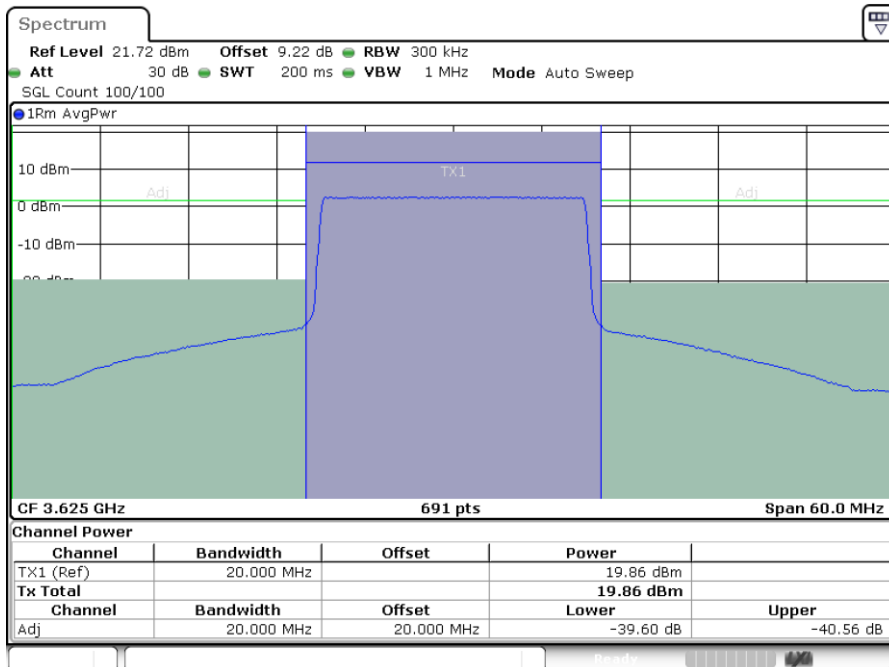 Spectrum
Ref Level 21.72 dBm Offset 9.22 dB RBW 300 kHz
Att 30 dB SWT 200 ms VBW 1 MHz Mode Auto Sweep
SGL Count 100/100
1Rm AvgPwr
10 dBm
TX1
Adj Adj
0 dBm
-10 dBm
CF 3.625 GHz 691 pts Span 60.0 MHz
Channel Power
Channel Bandwidth Offset Power
TX1 (Ref) 20.000 MHz 19.86 dBm
Tx Total 19.86 dBm
Channel Bandwidth Offset Lower Upper
Adj 20.000 MHz 20.000 MHz -39.60 dB -40.56 dB
Ready